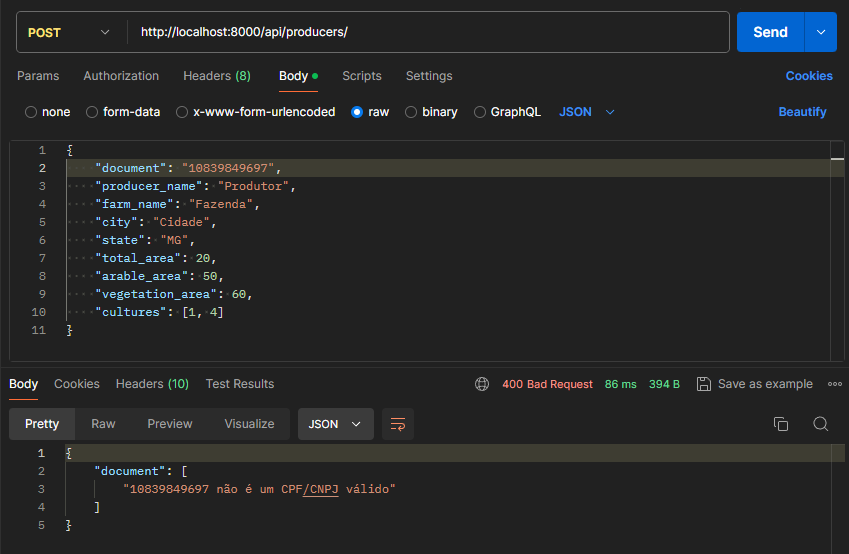 POST http://localhost:8000/api/producers/ Send
Params Authorization Headers (8) Body Scripts Settings Cookies
none form-data x-www-form-urlencoded raw binary GraphQL JSON Beautify
1 {
2 "document": "10839849697",
3 "producer_name": "Produtor",
4 "farm_name": "Fazenda",
5 "city": "Cidade",
6 "state": "MG",
7 "total_area": 20,
8 "arable_area": 50,
9 "vegetation_area": 60,
10 "cultures": [1, 4]
11 }
Body Cookies Headers (10) Test Results 400 Bad Request 86 ms 394 B Save as example
Pretty Raw Preview Visualize JSON
1 {
2 "document": [
3 "10839849697 não é um CPF/CNPJ válido"
4 ]
5 }